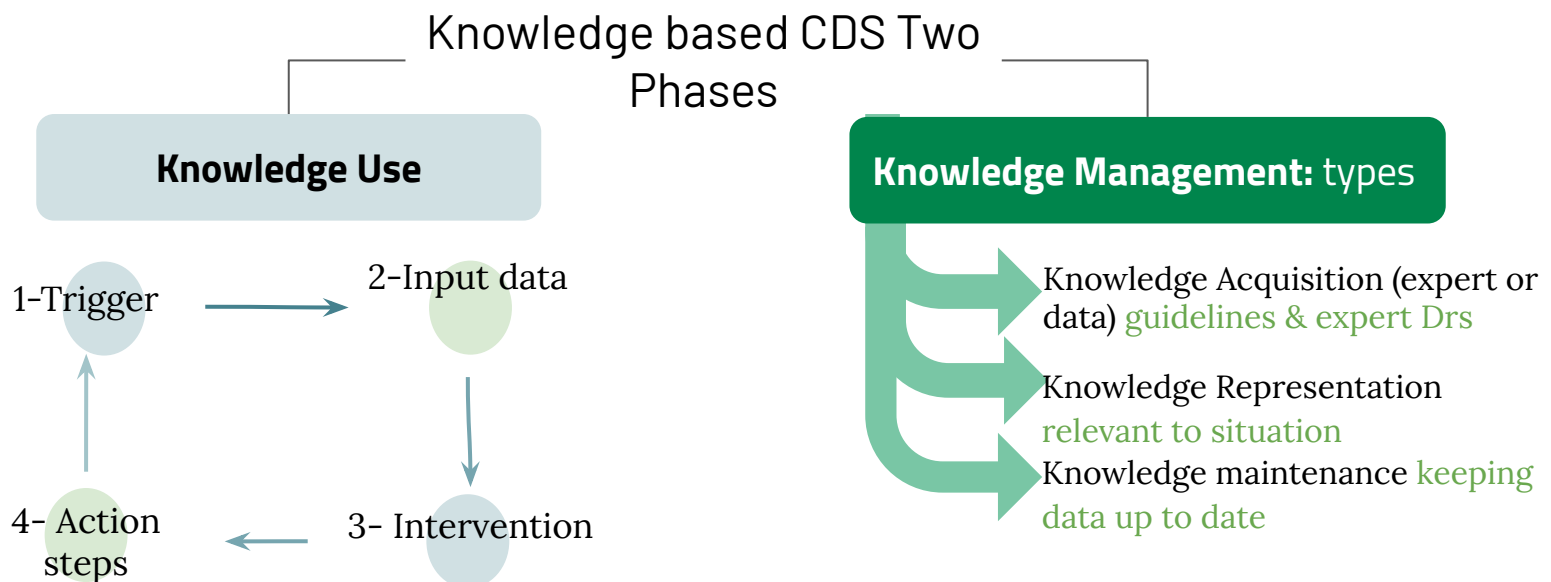 Knowledge based CDS Two
Phases
Knowledge Use
1-Trigger
2-Input data
3- Intervention
4- Action
steps
Knowledge Management: types
Knowledge Acquisition (expert or
data) guidelines & expert Drs
Knowledge Representation
relevant to situation
Knowledge maintenance keeping
data up to date